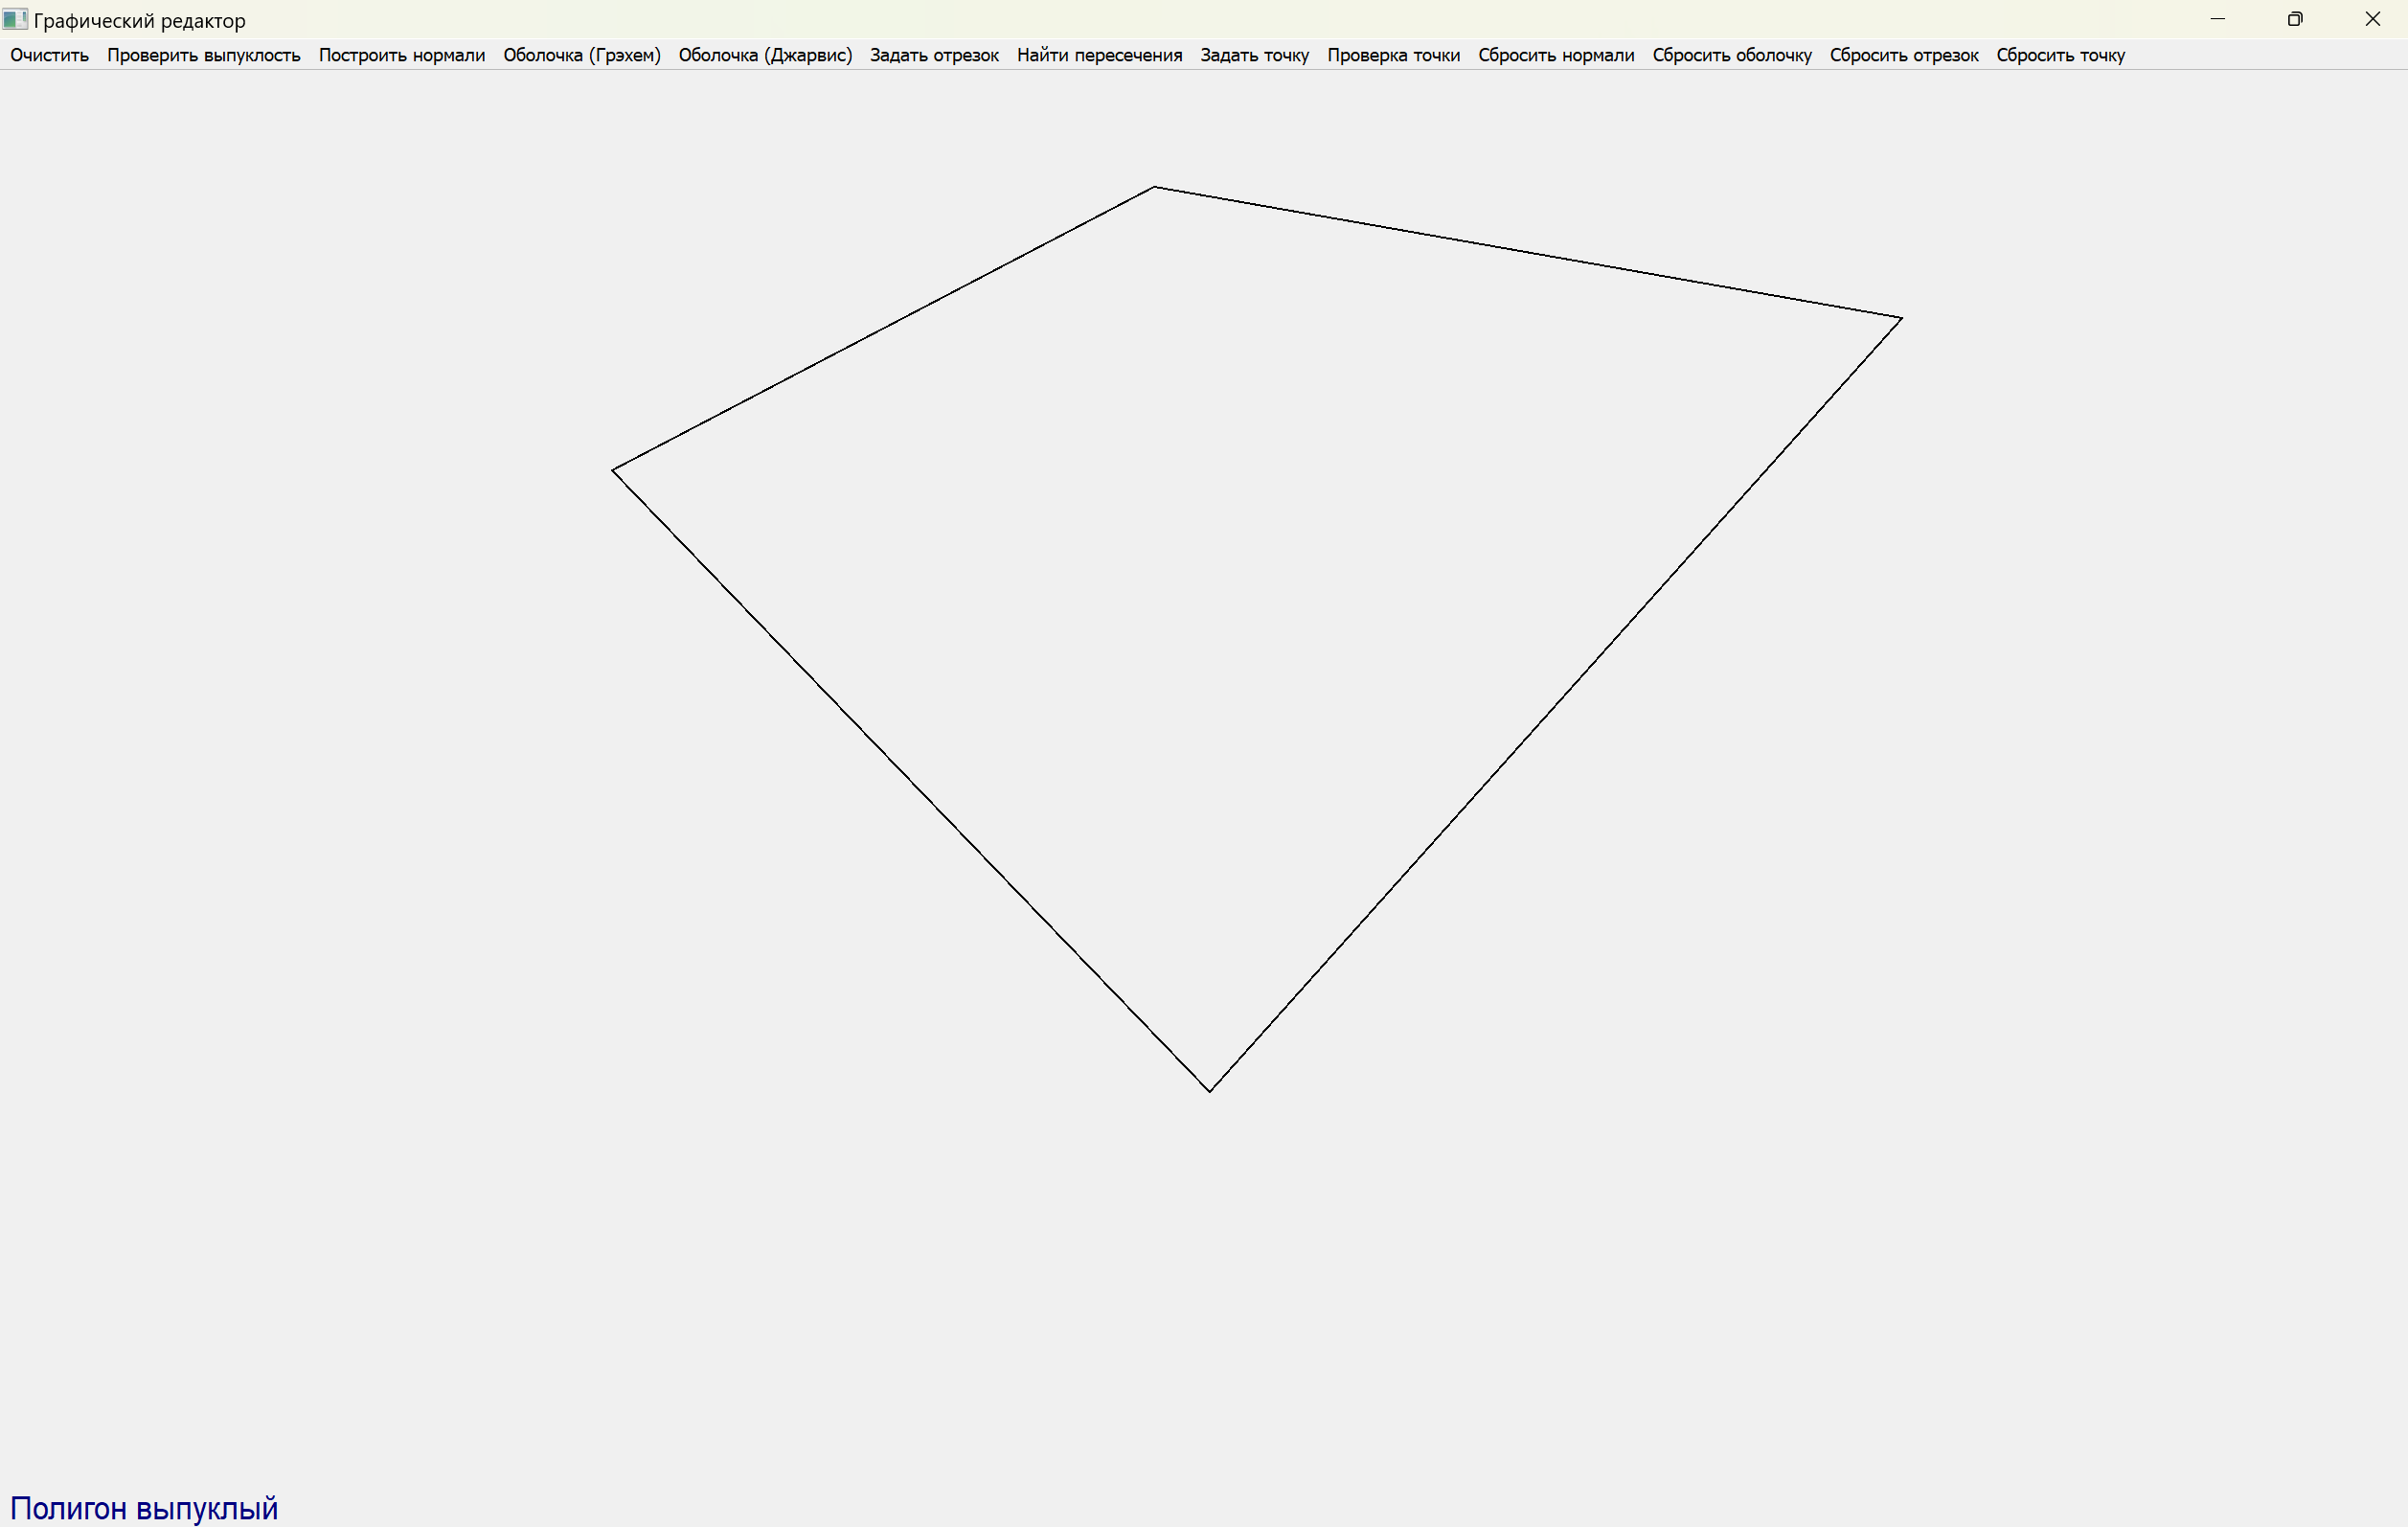 Графический редактор
Очистить Проверить выпуклость Построить нормали Оболочка (Грэхем) Оболочка (Джарвис) Задать отрезок Найти пересечения Задать точку Проверка точки Сбросить нормали Сбросить оболочку Сбросить отрезок Сбросить точку
Полигон выпуклый